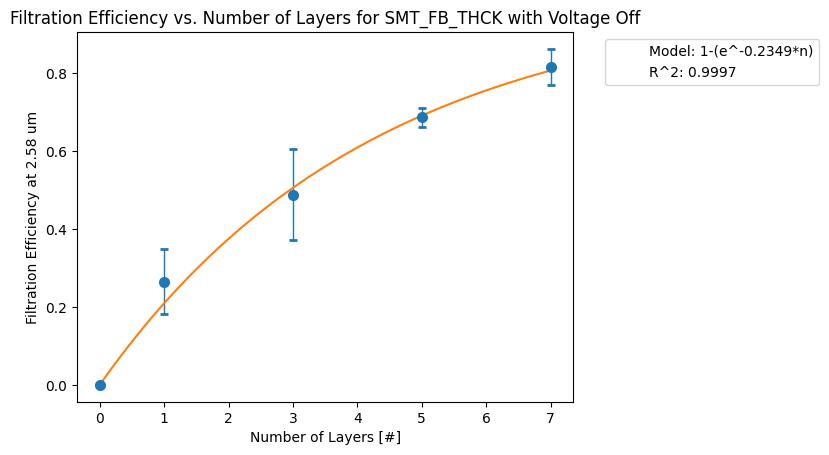 Filtration Efficiency vs. Number of Layers for SMT_FB_THCK with Voltage Off
Model: 1-(e^-0.2349*n)
R^2: 0.9997
Filtration Efficiency at 2.58 um
0.8
0.6
0.4
0.2
0.0
0 1 2 3 4 5 6 7
Number of Layers [#]